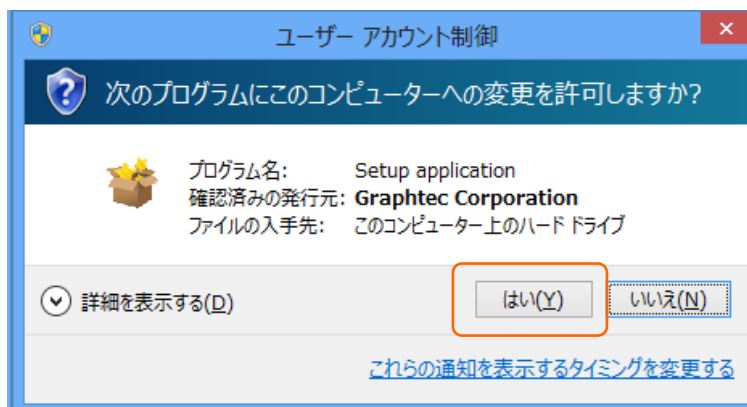 ユーザー アカウント制御
次のプログラムにこのコンピューターへの変更を許可しますか?
プログラム名: Setup application
確認済みの発行元: Graphtec Corporation
ファイルの入手先: このコンピューター上のハード ドライブ
詳細を表示する(D) はい(Y) いいえ(N)
これらの通知を表示するタイミングを変更する